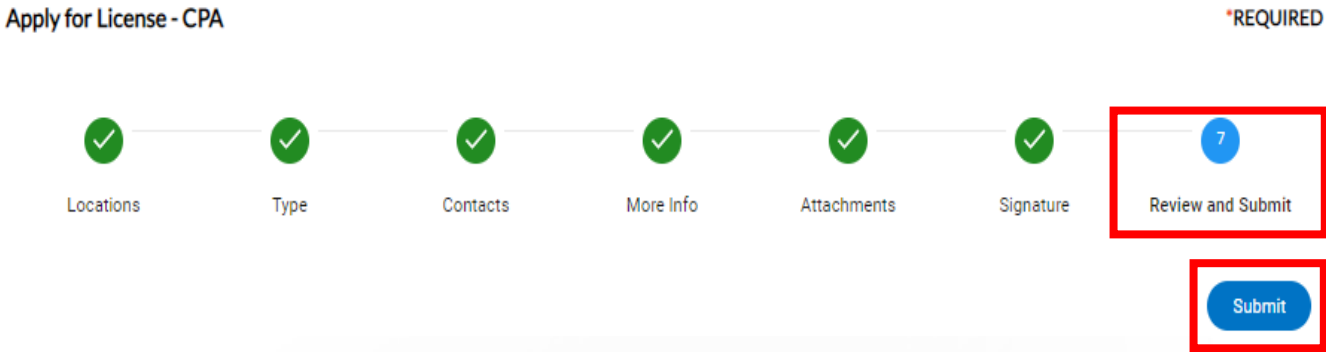 Apply for License - CPA
*REQUIRED
7
Locations
Type
Contacts
More Info
Attachments
Signature
Review and Submit
Submit